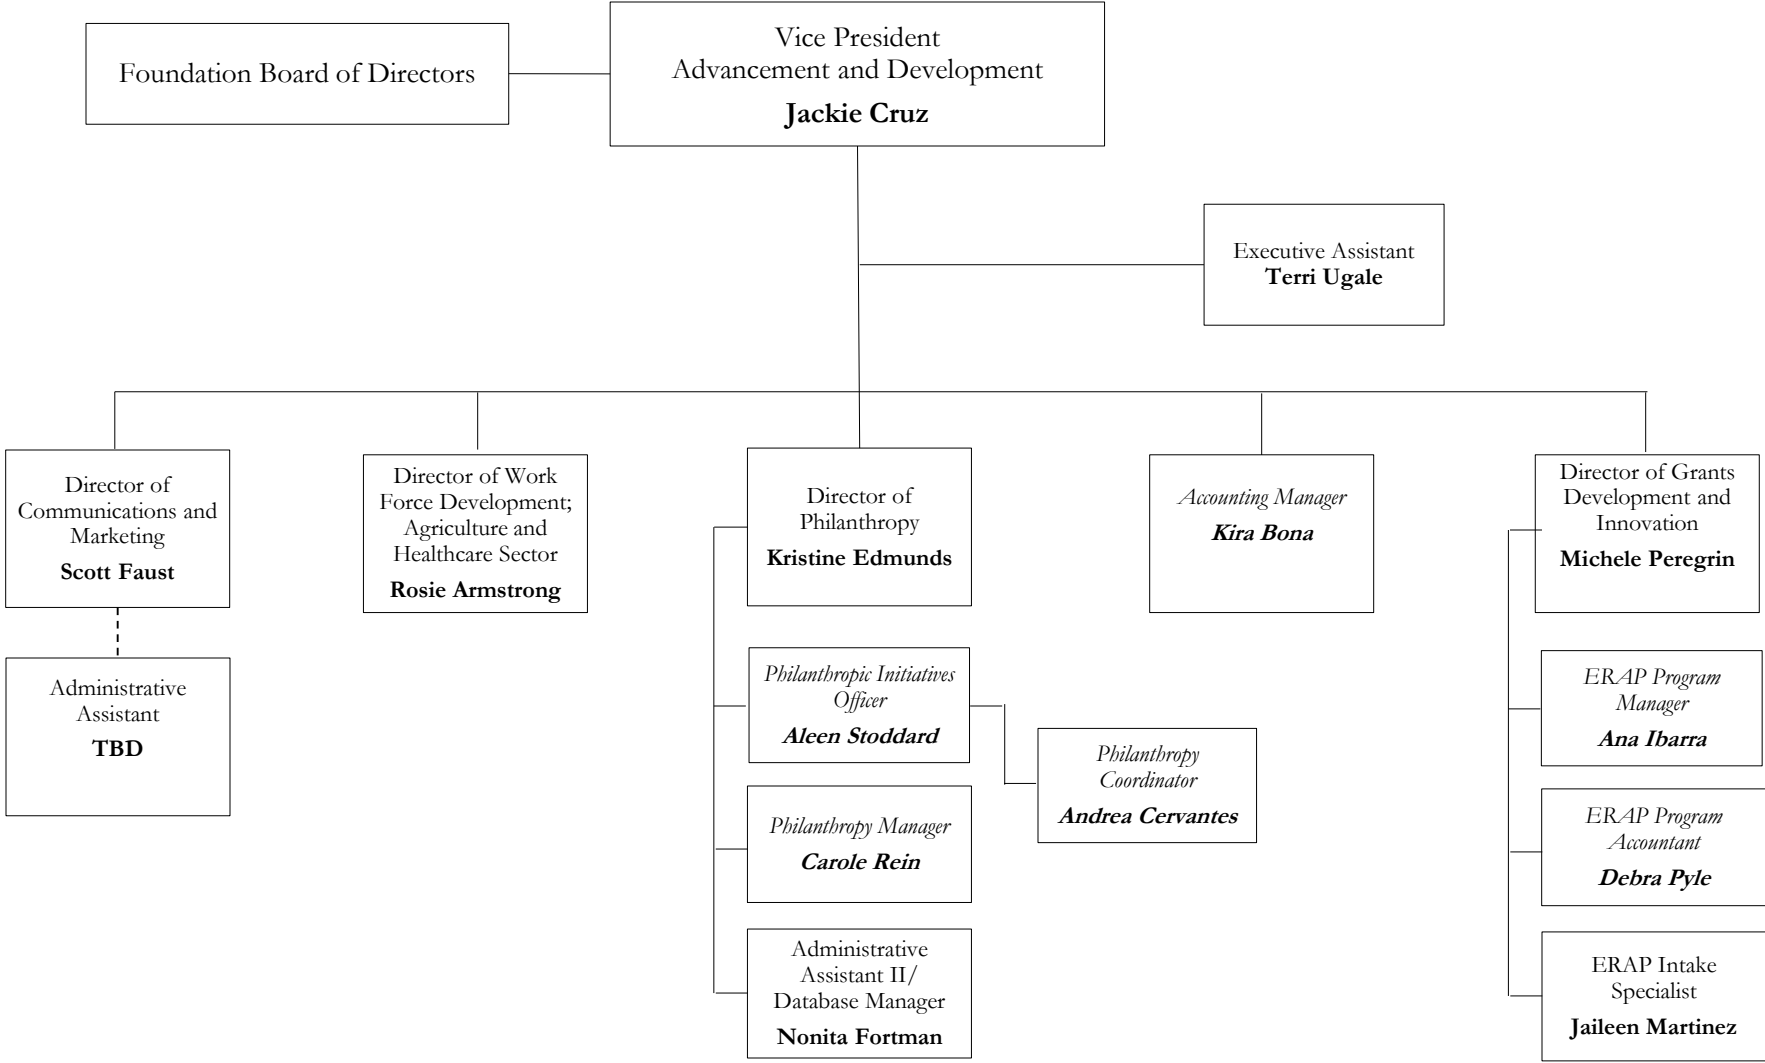 Foundation Board of Directors
Vice President
Advancement and Development
Jackie Cruz
Executive Assistant
Terri Ugale
Director of
Communications and
Marketing
Scott Faust
Director of Work
Force Development;
Agriculture and
Healthcare Sector
Rosie Armstrong
Director of
Philanthropy
Kristine Edmunds
Accounting Manager
Kira Bona
Director of Grants
Development and
Innovation
Michele Peregrin
Administrative
Assistant
TBD
Philanthropic Initiatives
Officer
Aleen Stoddard
Philanthropy
Coordinator
Andrea Cervantes
Philanthropy Manager
Carole Rein
Administrative
Assistant II/
Database Manager
Nonita Fortman
ERAP Program
Manager
Ana Ibarra
ERAP Program
Accountant
Debra Pyle
ERAP Intake
Specialist
Jaileen Martinez